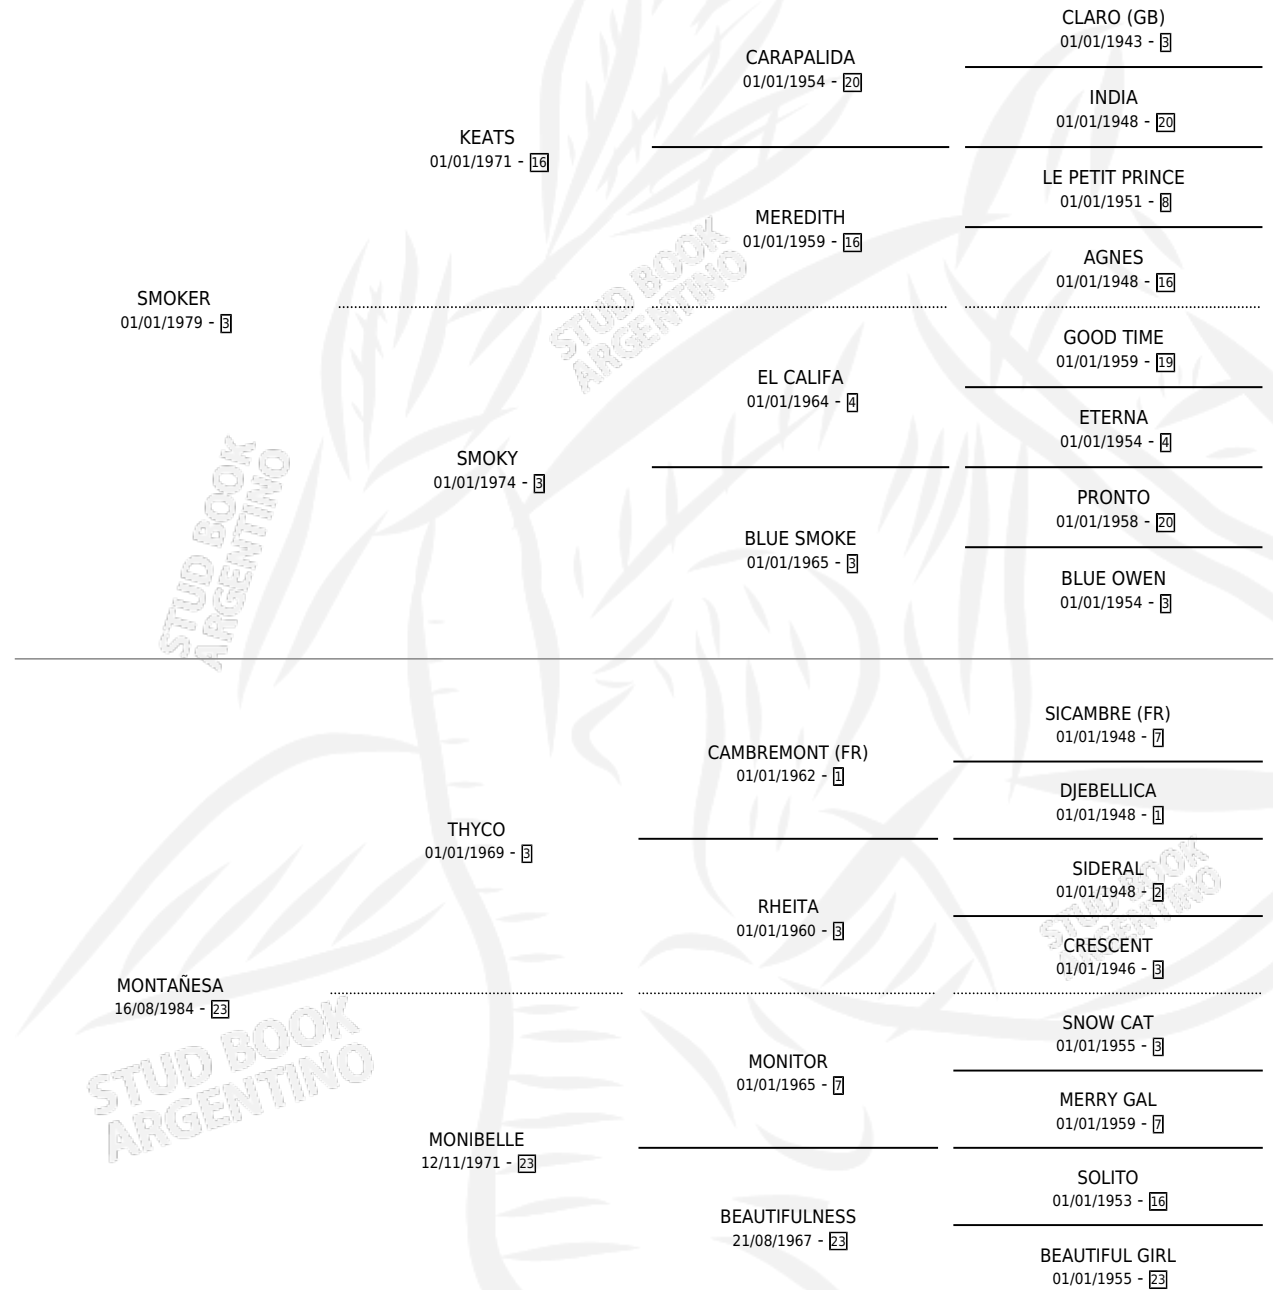 CLARO (GB)
01/01/1943 - 3
CARAPALIDA
01/01/1954 - 20
INDIA
01/01/1948 - 20
KEATS
01/01/1971 - 16
LE PETIT PRINCE
01/01/1951 - 8
MEREDITH
01/01/1959 - 16
AGNES
01/01/1948 - 16
SMOKER
01/01/1979 - 3
GOOD TIME
01/01/1959 - 19
EL CALIFA
01/01/1964 - 4
ETERNA
01/01/1954 - 4
SMOKY
01/01/1974 - 3
PRONTO
01/01/1958 - 20
BLUE SMOKE
01/01/1965 - 3
BLUE OWEN
01/01/1954 - 3
STUD BOOK
ARGENTINO
STUD BOOK
ARGENTINO
SICAMBRE (FR)
01/01/1948 - 7
CAMBREMONT (FR)
01/01/1962 - 1
DJEBELLICA
01/01/1948 - 1
THYCO
01/01/1969 - 3
SIDERAL
01/01/1948 - 2
RHEITA
01/01/1960 - 3
CRESCENT
01/01/1946 - 3
MONTAÑESA
16/08/1984 - 23
SNOW CAT
01/01/1955 - 3
MONITOR
01/01/1965 - 7
MERRY GAL
01/01/1959 - 7
MONIBELLE
12/11/1971 - 23
SOLITO
01/01/1953 - 16
BEAUTIFULNESS
21/08/1967 - 23
BEAUTIFUL GIRL
01/01/1955 - 23
STUD BOOK
ARGENTINO
STUD BOOK
ARGENTINO